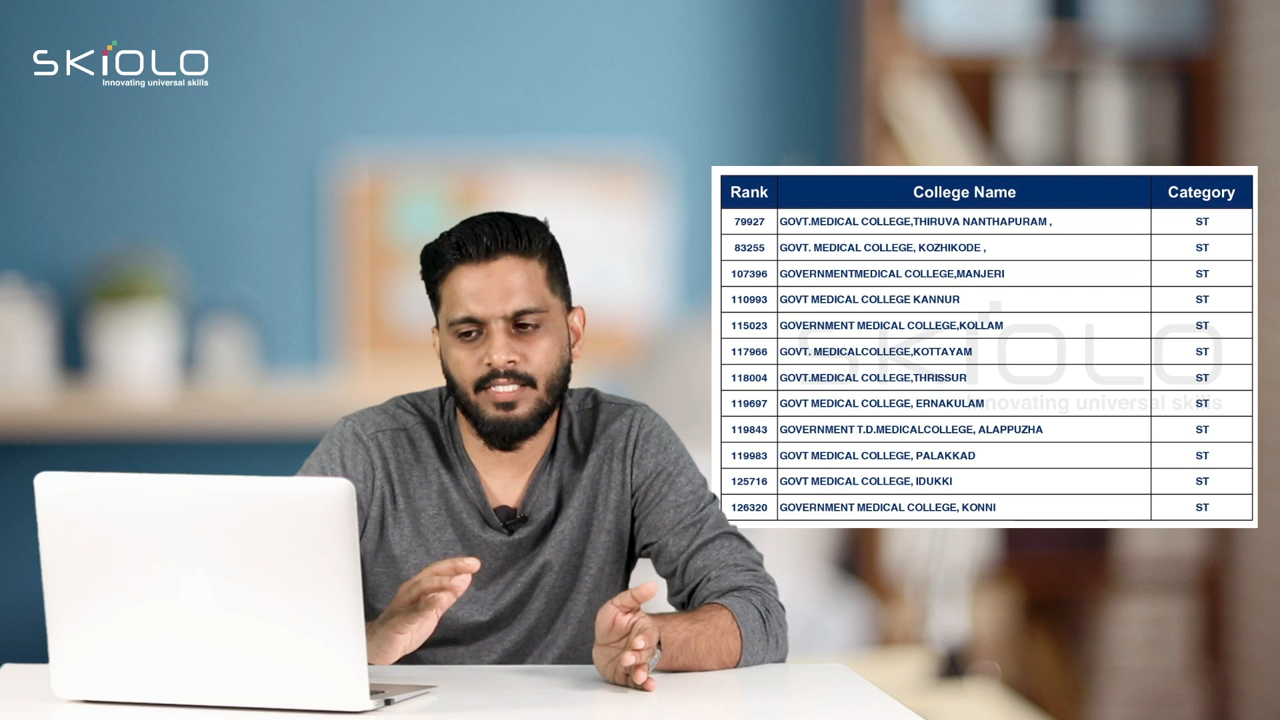 SKiOLO
Innovating universal skills
Rank College Name Category
79927 GOVT.MEDICAL COLLEGE,THIRUVA NANTHAPURAM , ST
83255 GOVT. MEDICAL COLLEGE, KOZHIKODE , ST
107396 GOVERNMENTMEDICAL COLLEGE,MANJERI ST
110993 GOVT MEDICAL COLLEGE KANNUR ST
115023 GOVERNMENT MEDICAL COLLEGE,KOLLAM ST
117966 GOVT. MEDICALCOLLEGE,KOTTAYAM ST
118004 GOVT.MEDICAL COLLEGE,THRISSUR ST
119697 GOVT MEDICAL COLLEGE, ERNAKULAM ST
119843 GOVERNMENT T.D.MEDICALCOLLEGE, ALAPPUZHA ST
119983 GOVT MEDICAL COLLEGE, PALAKKAD ST
125716 GOVT MEDICAL COLLEGE, IDUKKI ST
126320 GOVERNMENT MEDICAL COLLEGE, KONNI ST
SKiOLO
Innovating universal skills